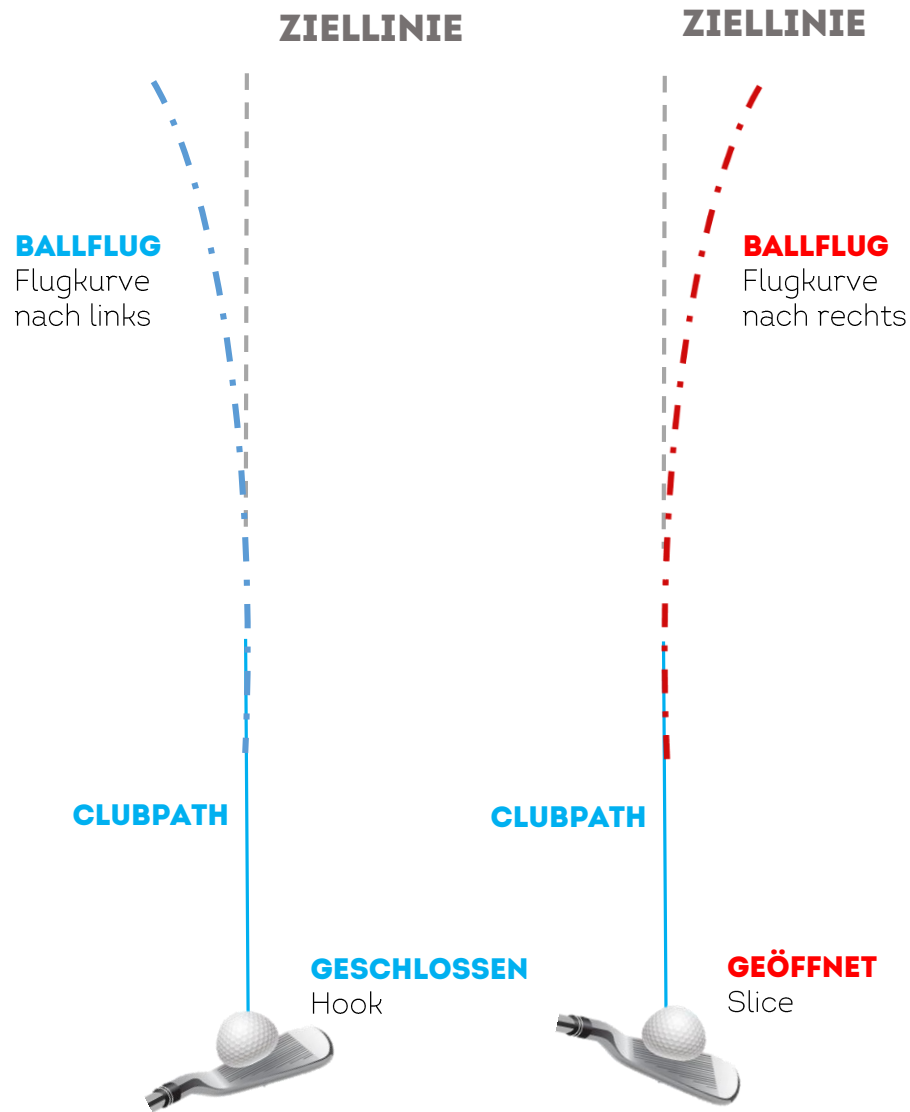 ZIELLINIE
ZIELLINIE
BALLFLUG
Flugkurve
nach links
BALLFLUG
Flugkurve
nach rechts
CLUBPATH
CLUBPATH
GESCHLOSSEN
Hook
GEÖFFNET
Slice